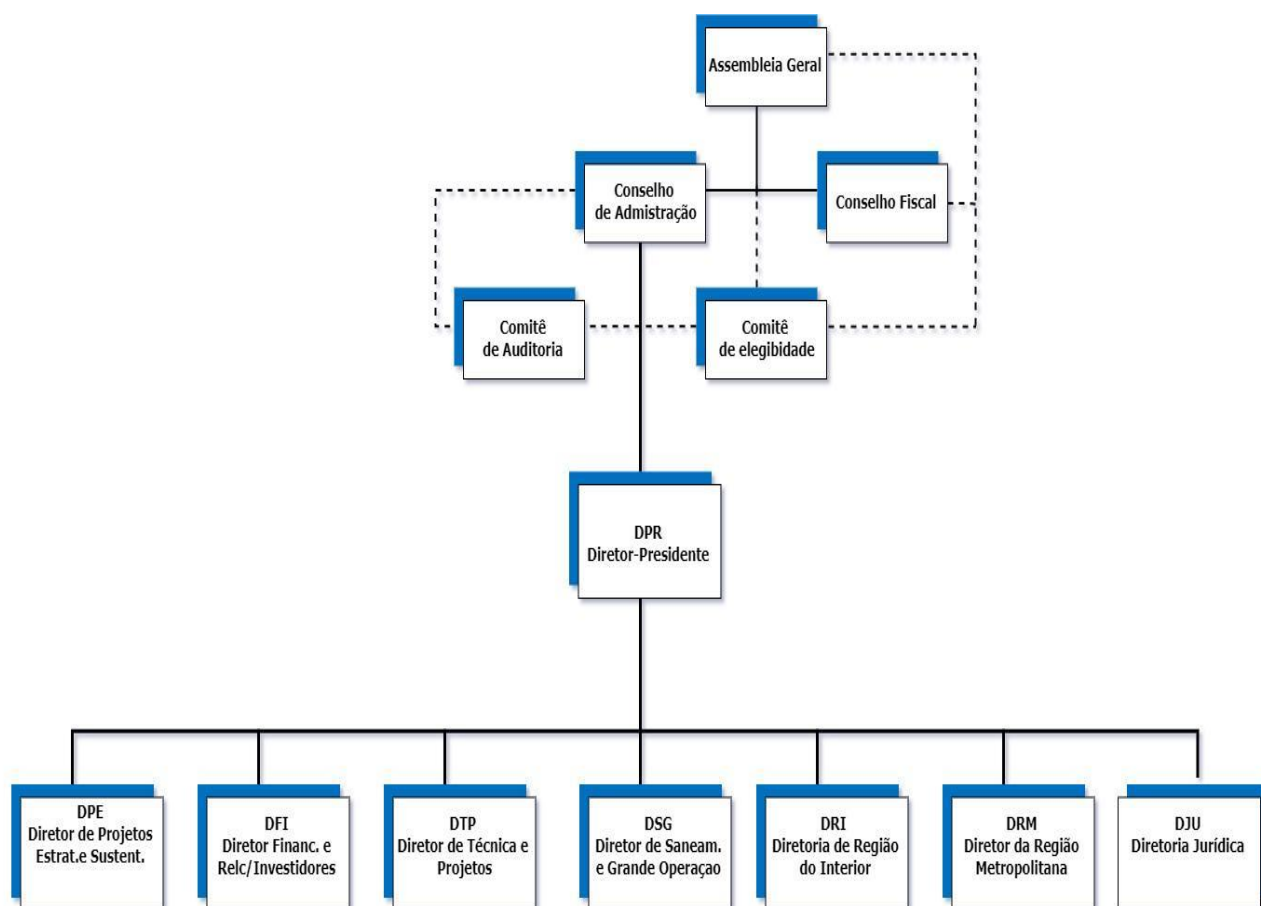 Assembleia Geral
Conselho
de Admistração
Conselho Fiscal
Comitê
de Auditoria
Comitê
de elegibidade
DPR
Diretor-Presidente
DPE
Diretor de Projetos
Estrat.e Sustent.
DFI
Diretor Financ. e
Relc/Investidores
DTP
Diretor de Técnica e
Projetos
DSG
Diretor de Saneam.
e Grande Operaçao
DRI
Diretoria de Região
do Interior
DRM
Diretor da Região
Metropolitana
DJU
Diretoria Jurídica